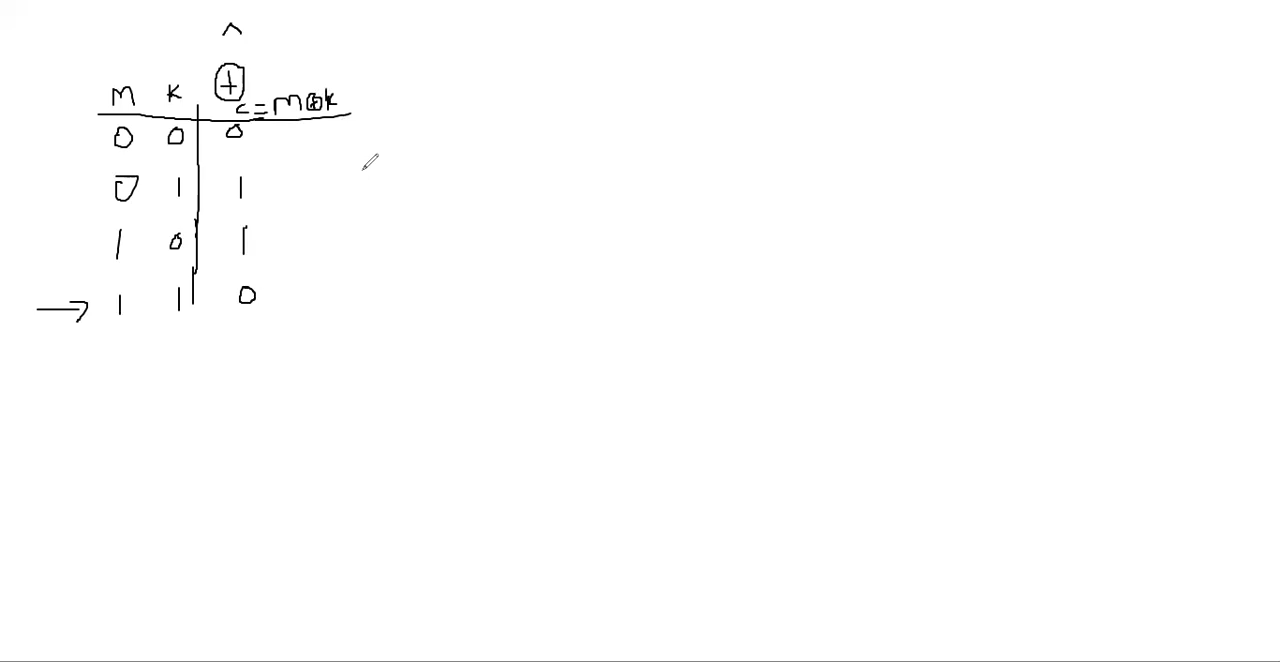 ^
⊕
M K C = M⊕K
0 0 0
0 1 1
1 0 1
→ 1 1 0